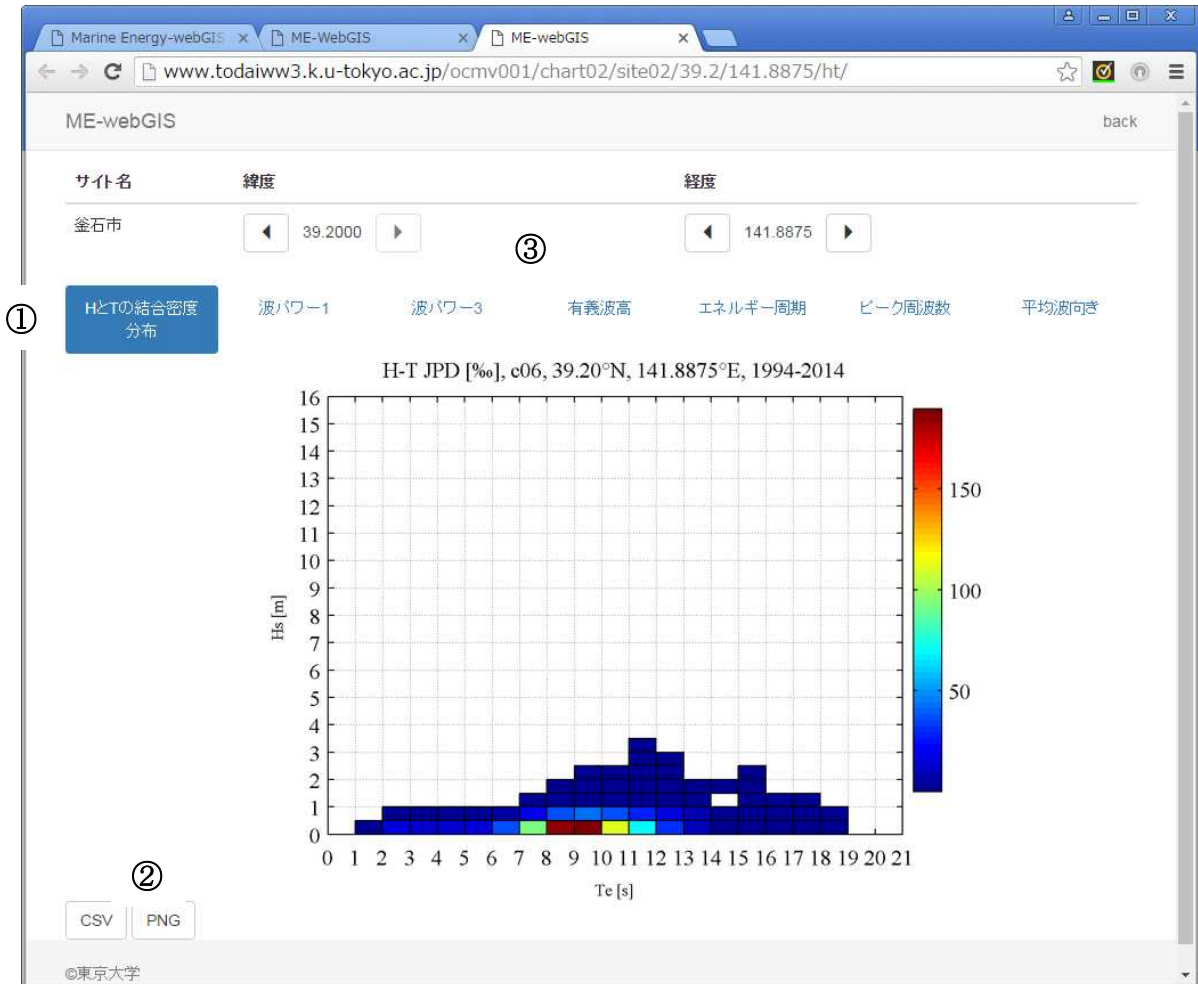 Marine Energy-webGIS
ME-WebGIS
ME-webGIS
www.todaiww3.k.u-tokyo.ac.jp/ocmv001/chart02/site02/39.2/141.8875/ht/
ME-webGIS back
サイト名 緯度 経度
釜石市 39.2000 141.8875
③
①
HとTの結合密度
分布
波パワー1 波パワー3 有義波高 エネルギー周期 ピーク周波数 平均波向き
H-T JPD [‰], c06, 39.20°N, 141.8875°E, 1994-2014
16
15
14
13
12
11
10
9
8
7
6
5
4
3
2
1
0
Hs [m]
150
100
50
0 1 2 3 4 5 6 7 8 9 10 11 12 13 14 15 16 17 18 19 20 21
Te [s]
②
CSV PNG
©東京大学